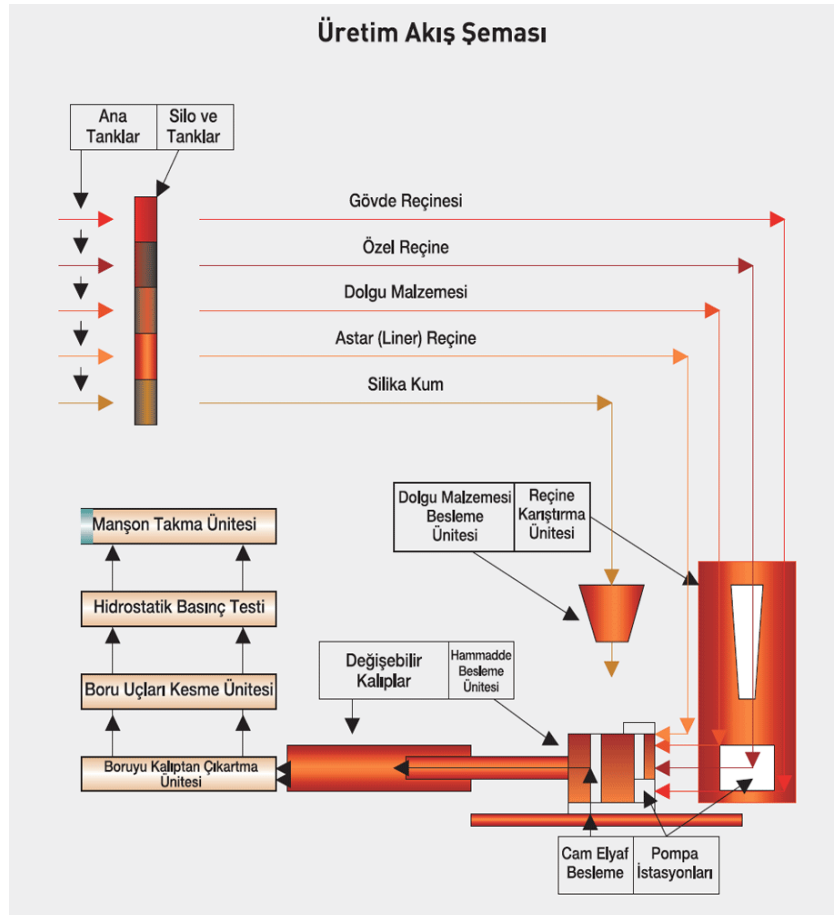 Üretim Akış Şeması
Ana
Tanklar
Silo ve
Tanklar
Gövde Reçinesi
Özel Reçine
Dolgu Malzemesi
Astar (Liner) Reçine
Silika Kum
Dolgu Malzemesi
Besleme
Ünitesi
Reçine
Karıştırma
Ünitesi
Manşon Takma Ünitesi
Hidrostatik Basınç Testi
Boru Uçları Kesme Ünitesi
Boruyu Kalıptan Çıkartma
Ünitesi
Değişebilir
Kalıplar
Hammadde
Besleme
Ünitesi
Cam Elyaf
Besleme
Pompa
İstasyonları